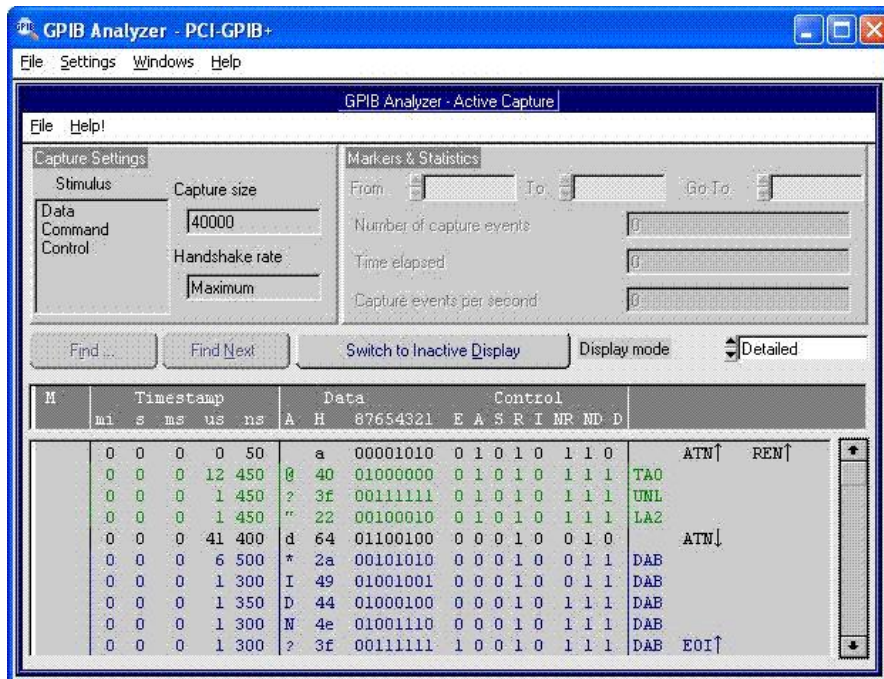 GPIB Analyzer - PCI-GPIB+
File Settings Windows Help
GPIB Analyzer - Active Capture
File Help!
Capture Settings
Markers & Statistics
Stimulus
Data
Command
Control
Capture size
40000
Handshake rate
Maximum
From To Go To
Number of capture events 0
Time elapsed 0
Capture events per second 0
Find ... Find Next Switch to Inactive Display Display mode Detailed
M Timestamp Data Control
mi s ms us ns A H 87654321 E A S R I NR ND D
0 0 0 0 50 a 00001010 0 1 0 1 0 1 1 0 ATN↑ REN↑
0 0 0 12 450 @ 40 01000000 0 1 0 1 0 1 1 1 TA0
0 0 0 1 450 ? 3f 00111111 0 1 0 1 0 1 1 1 UNL
0 0 0 1 450 " 22 00100010 0 1 0 1 0 1 1 1 LA2
0 0 0 41 400 d 64 01100100 0 0 0 1 0 0 1 0 ATN↓
0 0 0 6 500 * 2a 00101010 0 0 0 1 0 0 1 1 DAB
0 0 0 1 300 I 49 01001001 0 0 0 1 0 0 1 1 DAB
0 0 0 1 350 D 44 01000100 0 0 0 1 0 1 1 1 DAB
0 0 0 1 300 N 4e 01001110 0 0 0 1 0 1 1 1 DAB
0 0 0 1 300 ? 3f 00111111 1 0 0 1 0 1 1 1 DAB EOI↑